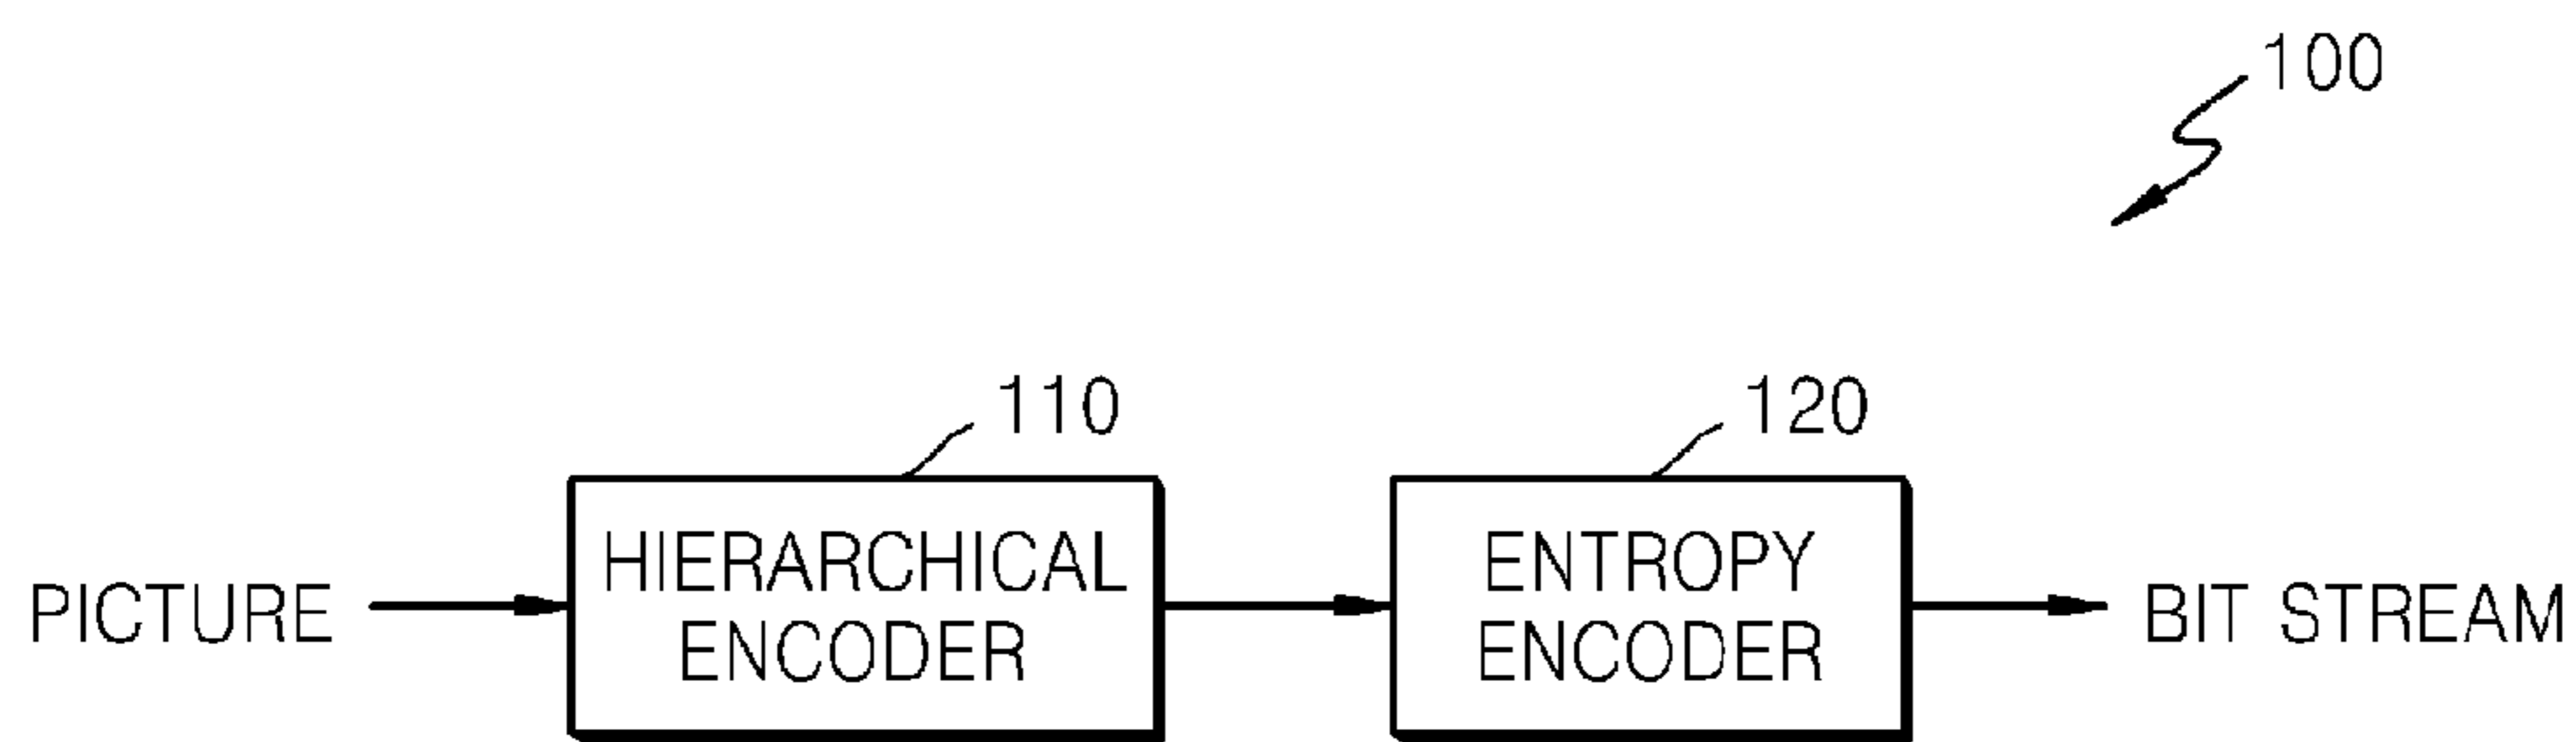 100
110
120
PICTURE
HIERARCHICAL
ENCODER
ENTROPY
ENCODER
BIT STREAM